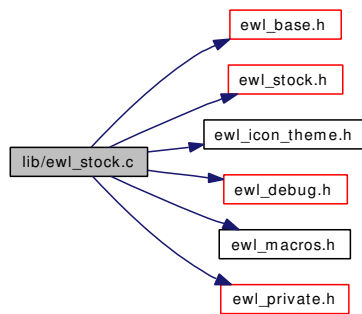 ewl_base.h
ewl_stock.h
ewl_icon_theme.h
lib/ewl_stock.c
ewl_debug.h
ewl_macros.h
ewl_private.h